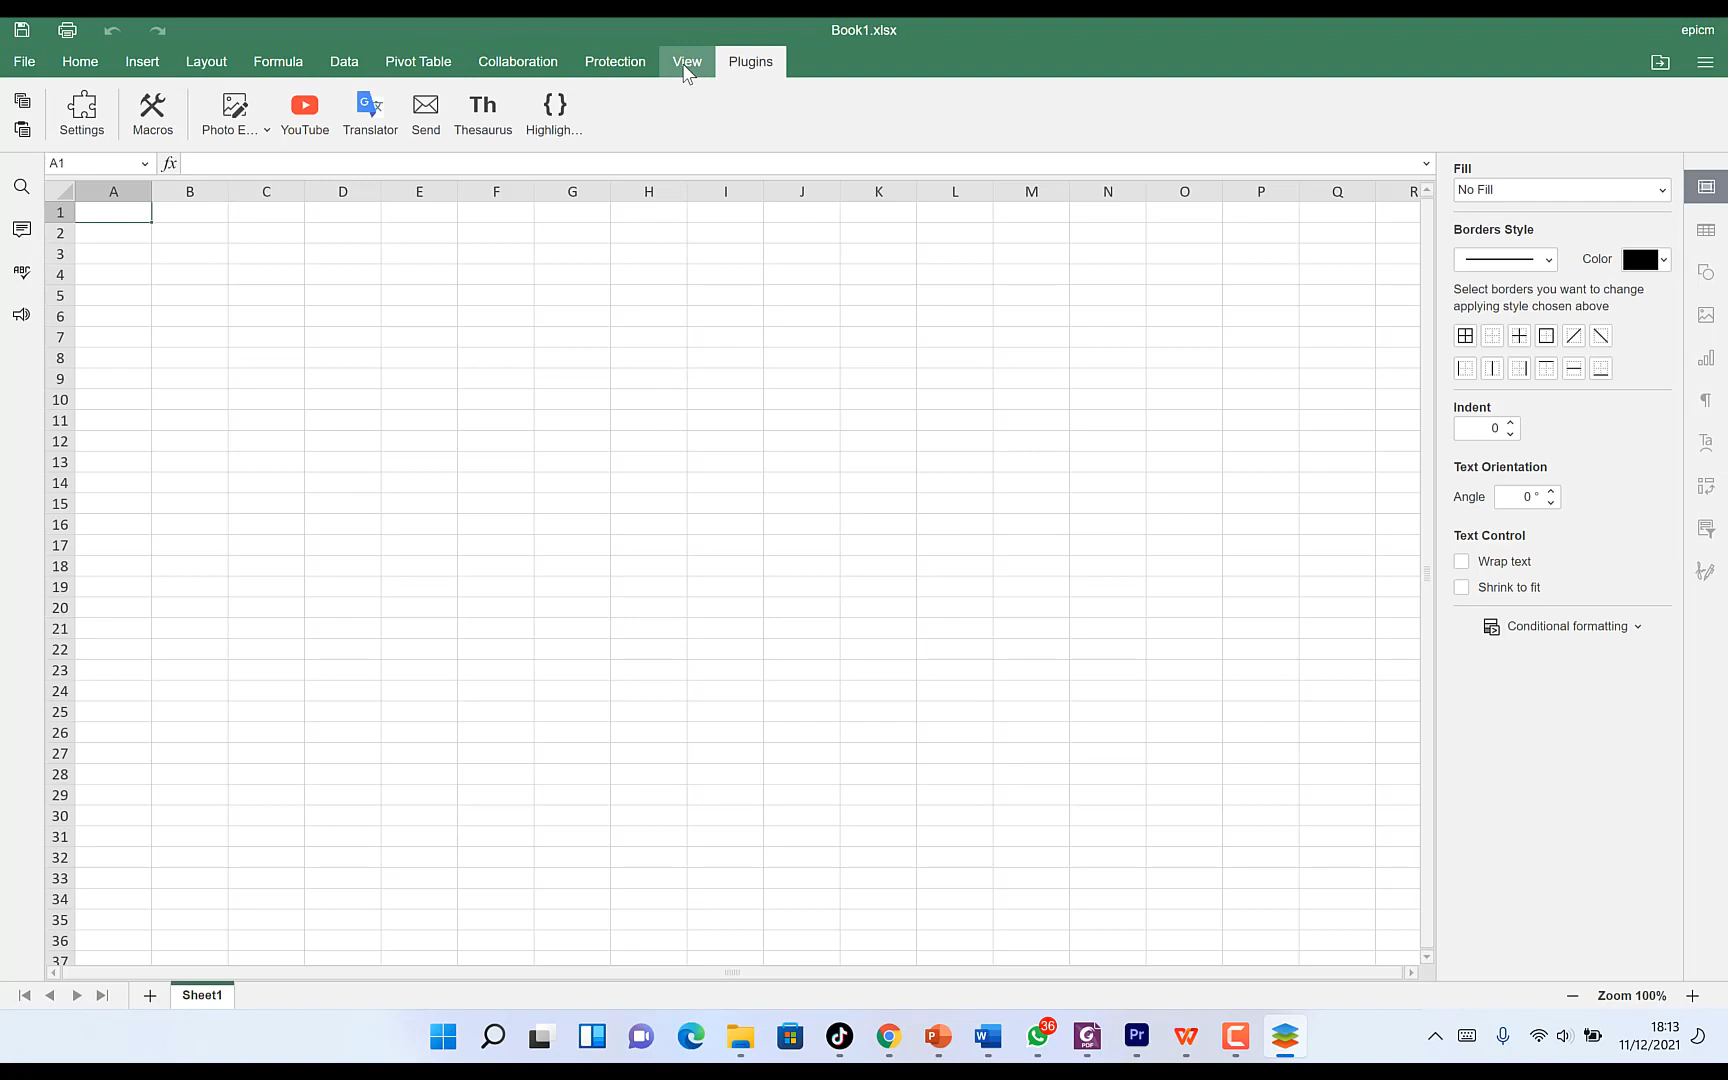 Book1.xlsx
epicm
File Home Insert Layout Formula Data Pivot Table Collaboration Protection View Plugins
Settings Macros Photo E... YouTube Translator Send Th Thesaurus {} Highligh...
A1 fx
A B C D E F G H I J K L M N O P Q R
1
2
3
4
5
6
7
8
9
10
11
12
13
14
15
16
17
18
19
20
21
22
23
24
25
26
27
28
29
30
31
32
33
34
35
36
37
Fill
No Fill
Borders Style
Color
Select borders you want to change
applying style chosen above
Indent
0
Text Orientation
Angle 0 °
Text Control
Wrap text
Shrink to fit
Conditional formatting
ABC
Ta
Sheet1
Zoom 100%
36
PDF
Pr
18:13
11/12/2021